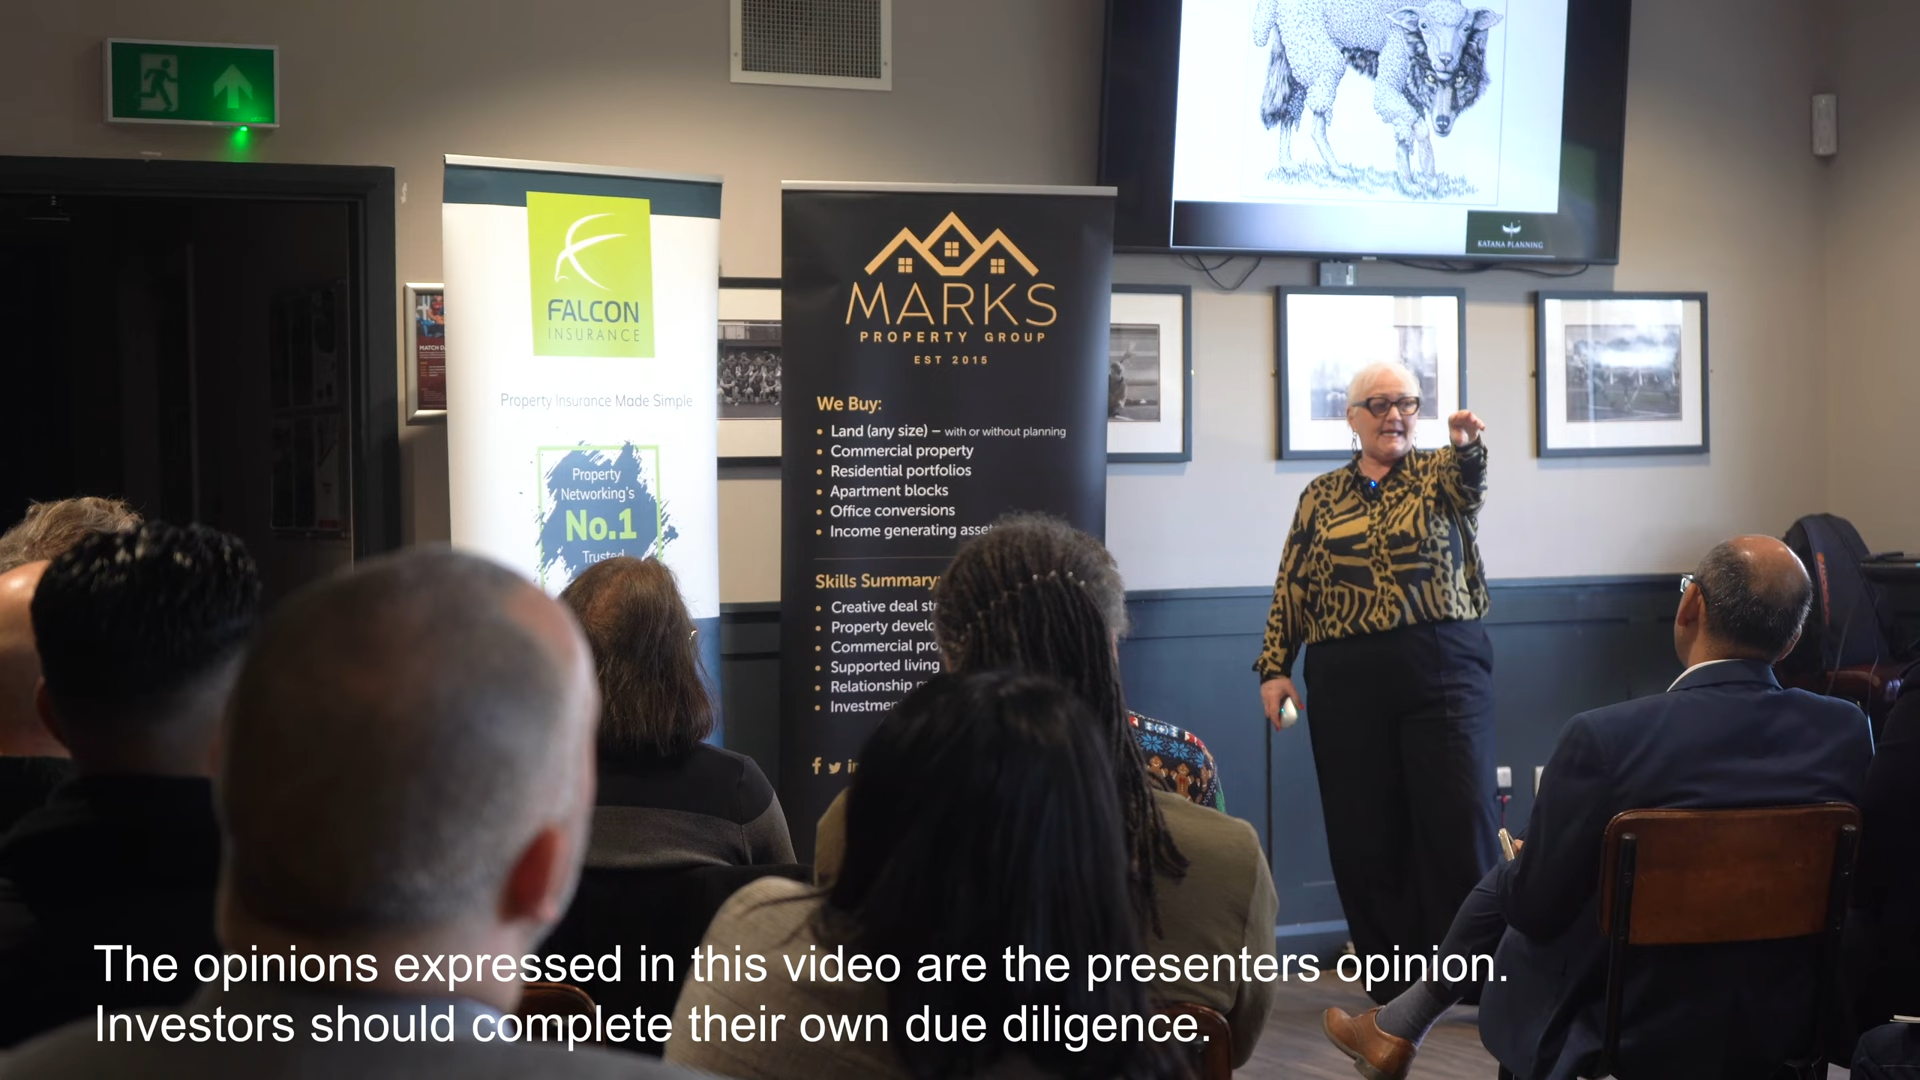 KATANA PLANNING
FALCON
INSURANCE
Property Insurance Made Simple
Property
Networking's
No.1
Trusted
MARKS
PROPERTY GROUP
EST 2015
We Buy:
• Land (any size) – with or without planning
• Commercial property
• Residential portfolios
• Apartment blocks
• Office conversions
• Income generating
Skills Summary:
• Creative deal
• Property
• Commercial
• Supported living
• Relationship
The opinions expressed in this video are the presenters opinion.
Investors should complete their own due diligence.